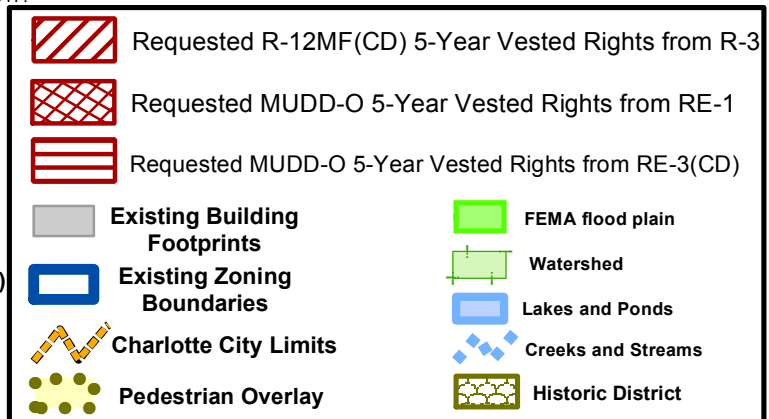 Requested R-12MF(CD) 5-Year Vested Rights from R-3
Requested MUDD-O 5-Year Vested Rights from RE-1
Requested MUDD-O 5-Year Vested Rights from RE-3(CD)
Existing Building
Footprints
Existing Zoning
Boundaries
Charlotte City Limits
Pedestrian Overlay
FEMA flood plain
Watershed
Lakes and Ponds
Creeks and Streams
Historic District
)